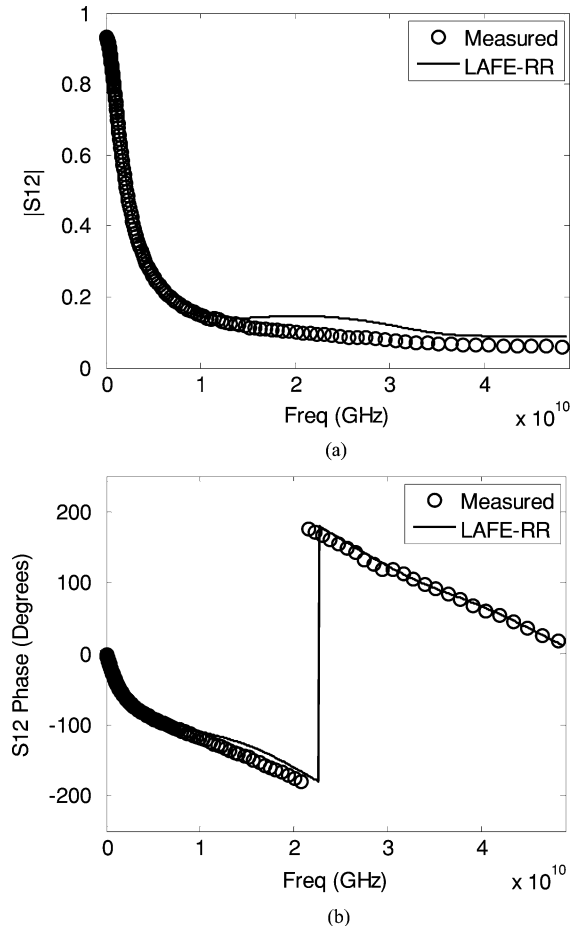 1
0.8
0.6
0.4
0.2
0
|S12|
Measured
LAFE-RR
0 1 2 3 4
Freq (GHz)
x 10^10
(a)
200
100
0
-100
-200
S12 Phase (Degrees)
Measured
LAFE-RR
0 1 2 3 4
Freq (GHz)
x 10^10
(b)